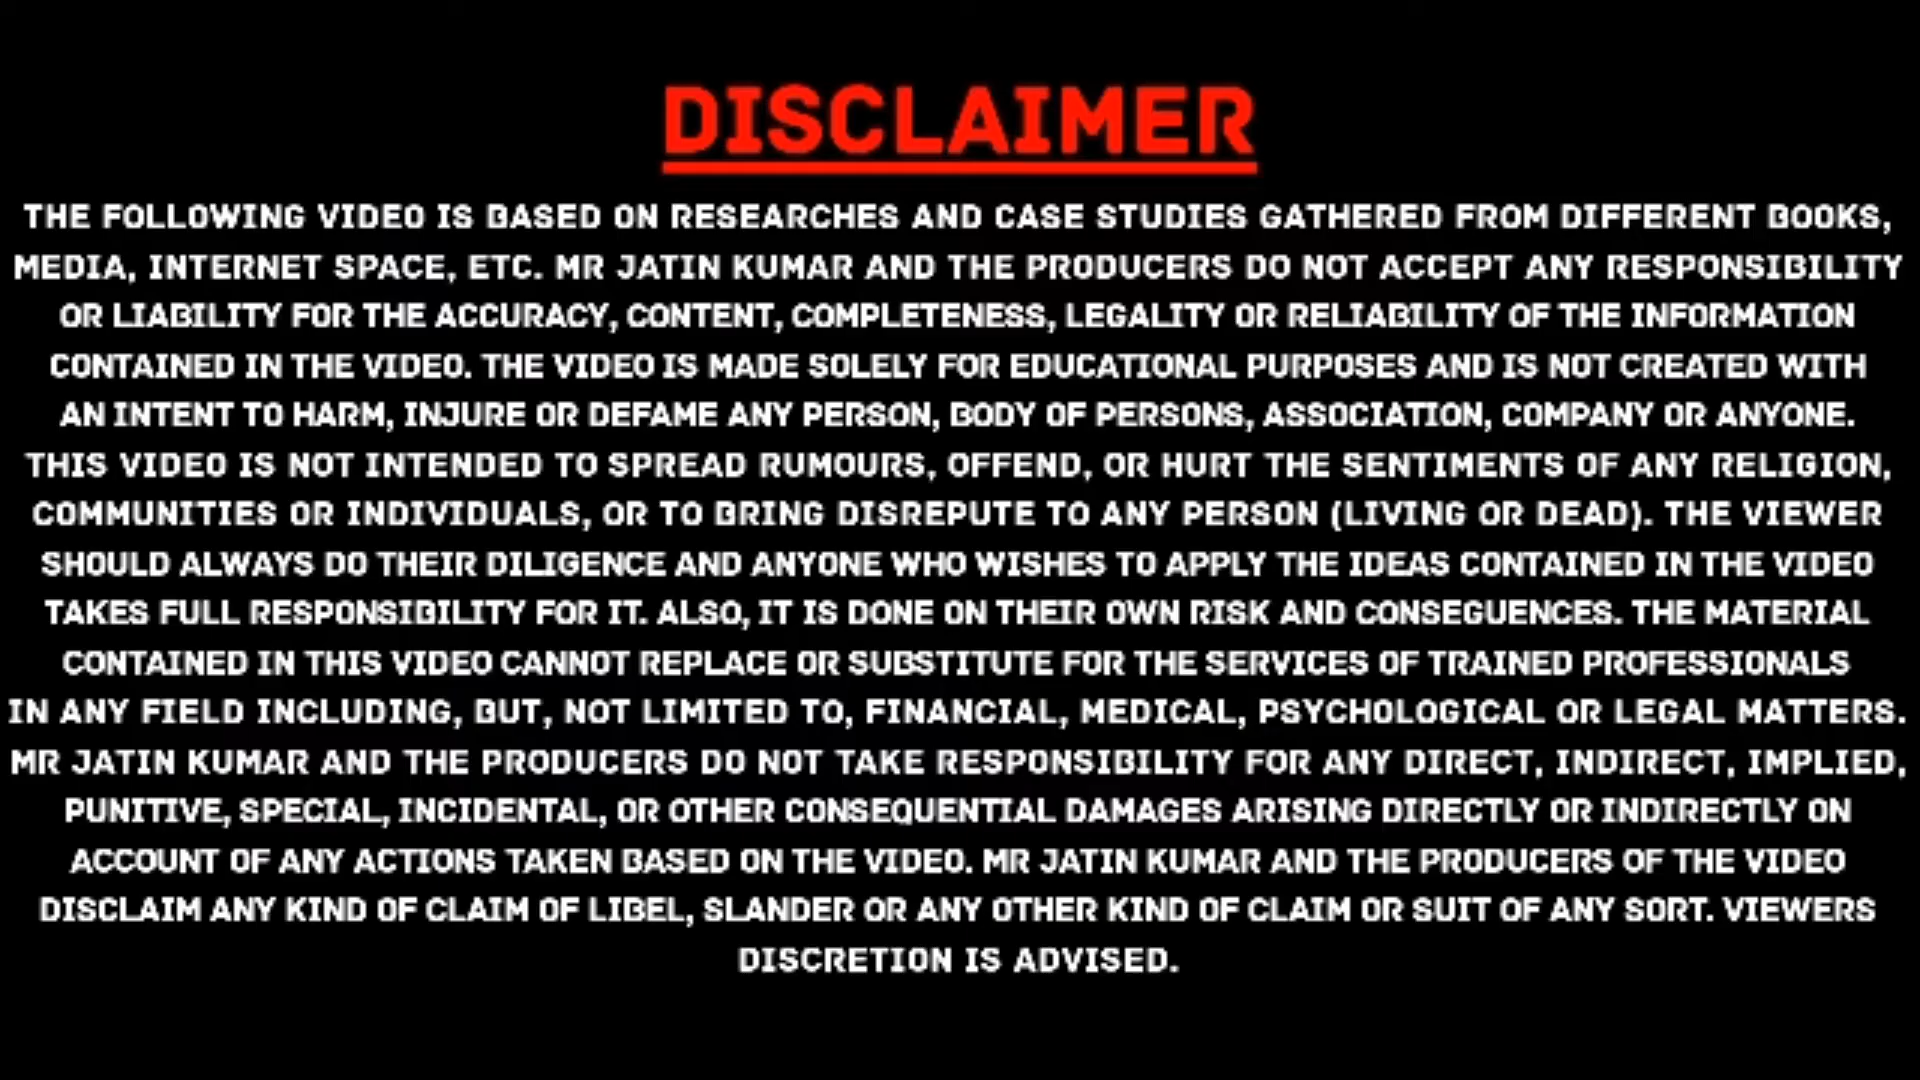 DISCLAIMER
THE FOLLOWING VIDEO IS BASED ON RESEARCHES AND CASE STUDIES GATHERED FROM DIFFERENT BOOKS,
MEDIA, INTERNET SPACE, ETC. MR JATIN KUMAR AND THE PRODUCERS DO NOT ACCEPT ANY RESPONSIBILITY
OR LIABILITY FOR THE ACCURACY, CONTENT, COMPLETENESS, LEGALITY OR RELIABILITY OF THE INFORMATION
CONTAINED IN THE VIDEO. THE VIDEO IS MADE SOLELY FOR EDUCATIONAL PURPOSES AND IS NOT CREATED WITH
AN INTENT TO HARM, INJURE OR DEFAME ANY PERSON, BODY OF PERSONS, ASSOCIATION, COMPANY OR ANYONE.
THIS VIDEO IS NOT INTENDED TO SPREAD RUMOURS, OFFEND, OR HURT THE SENTIMENTS OF ANY RELIGION,
COMMUNITIES OR INDIVIDUALS, OR TO BRING DISREPUTE TO ANY PERSON (LIVING OR DEAD). THE VIEWER
SHOULD ALWAYS DO THEIR DILIGENCE AND ANYONE WHO WISHES TO APPLY THE IDEAS CONTAINED IN THE VIDEO
TAKES FULL RESPONSIBILITY FOR IT. ALSO, IT IS DONE ON THEIR OWN RISK AND CONSEGUENCES. THE MATERIAL
CONTAINED IN THIS VIDEO CANNOT REPLACE OR SUBSTITUTE FOR THE SERVICES OF TRAINED PROFESSIONALS
IN ANY FIELD INCLUDING, BUT, NOT LIMITED TO, FINANCIAL, MEDICAL, PSYCHOLOGICAL OR LEGAL MATTERS.
MR JATIN KUMAR AND THE PRODUCERS DO NOT TAKE RESPONSIBILITY FOR ANY DIRECT, INDIRECT, IMPLIED,
PUNITIVE, SPECIAL, INCIDENTAL, OR OTHER CONSEQUENTIAL DAMAGES ARISING DIRECTLY OR INDIRECTLY ON
ACCOUNT OF ANY ACTIONS TAKEN BASED ON THE VIDEO. MR JATIN KUMAR AND THE PRODUCERS OF THE VIDEO
DISCLAIM ANY KIND OF CLAIM OF LIBEL, SLANDER OR ANY OTHER KIND OF CLAIM OR SUIT OF ANY SORT. VIEWERS
DISCRETION IS ADVISED.